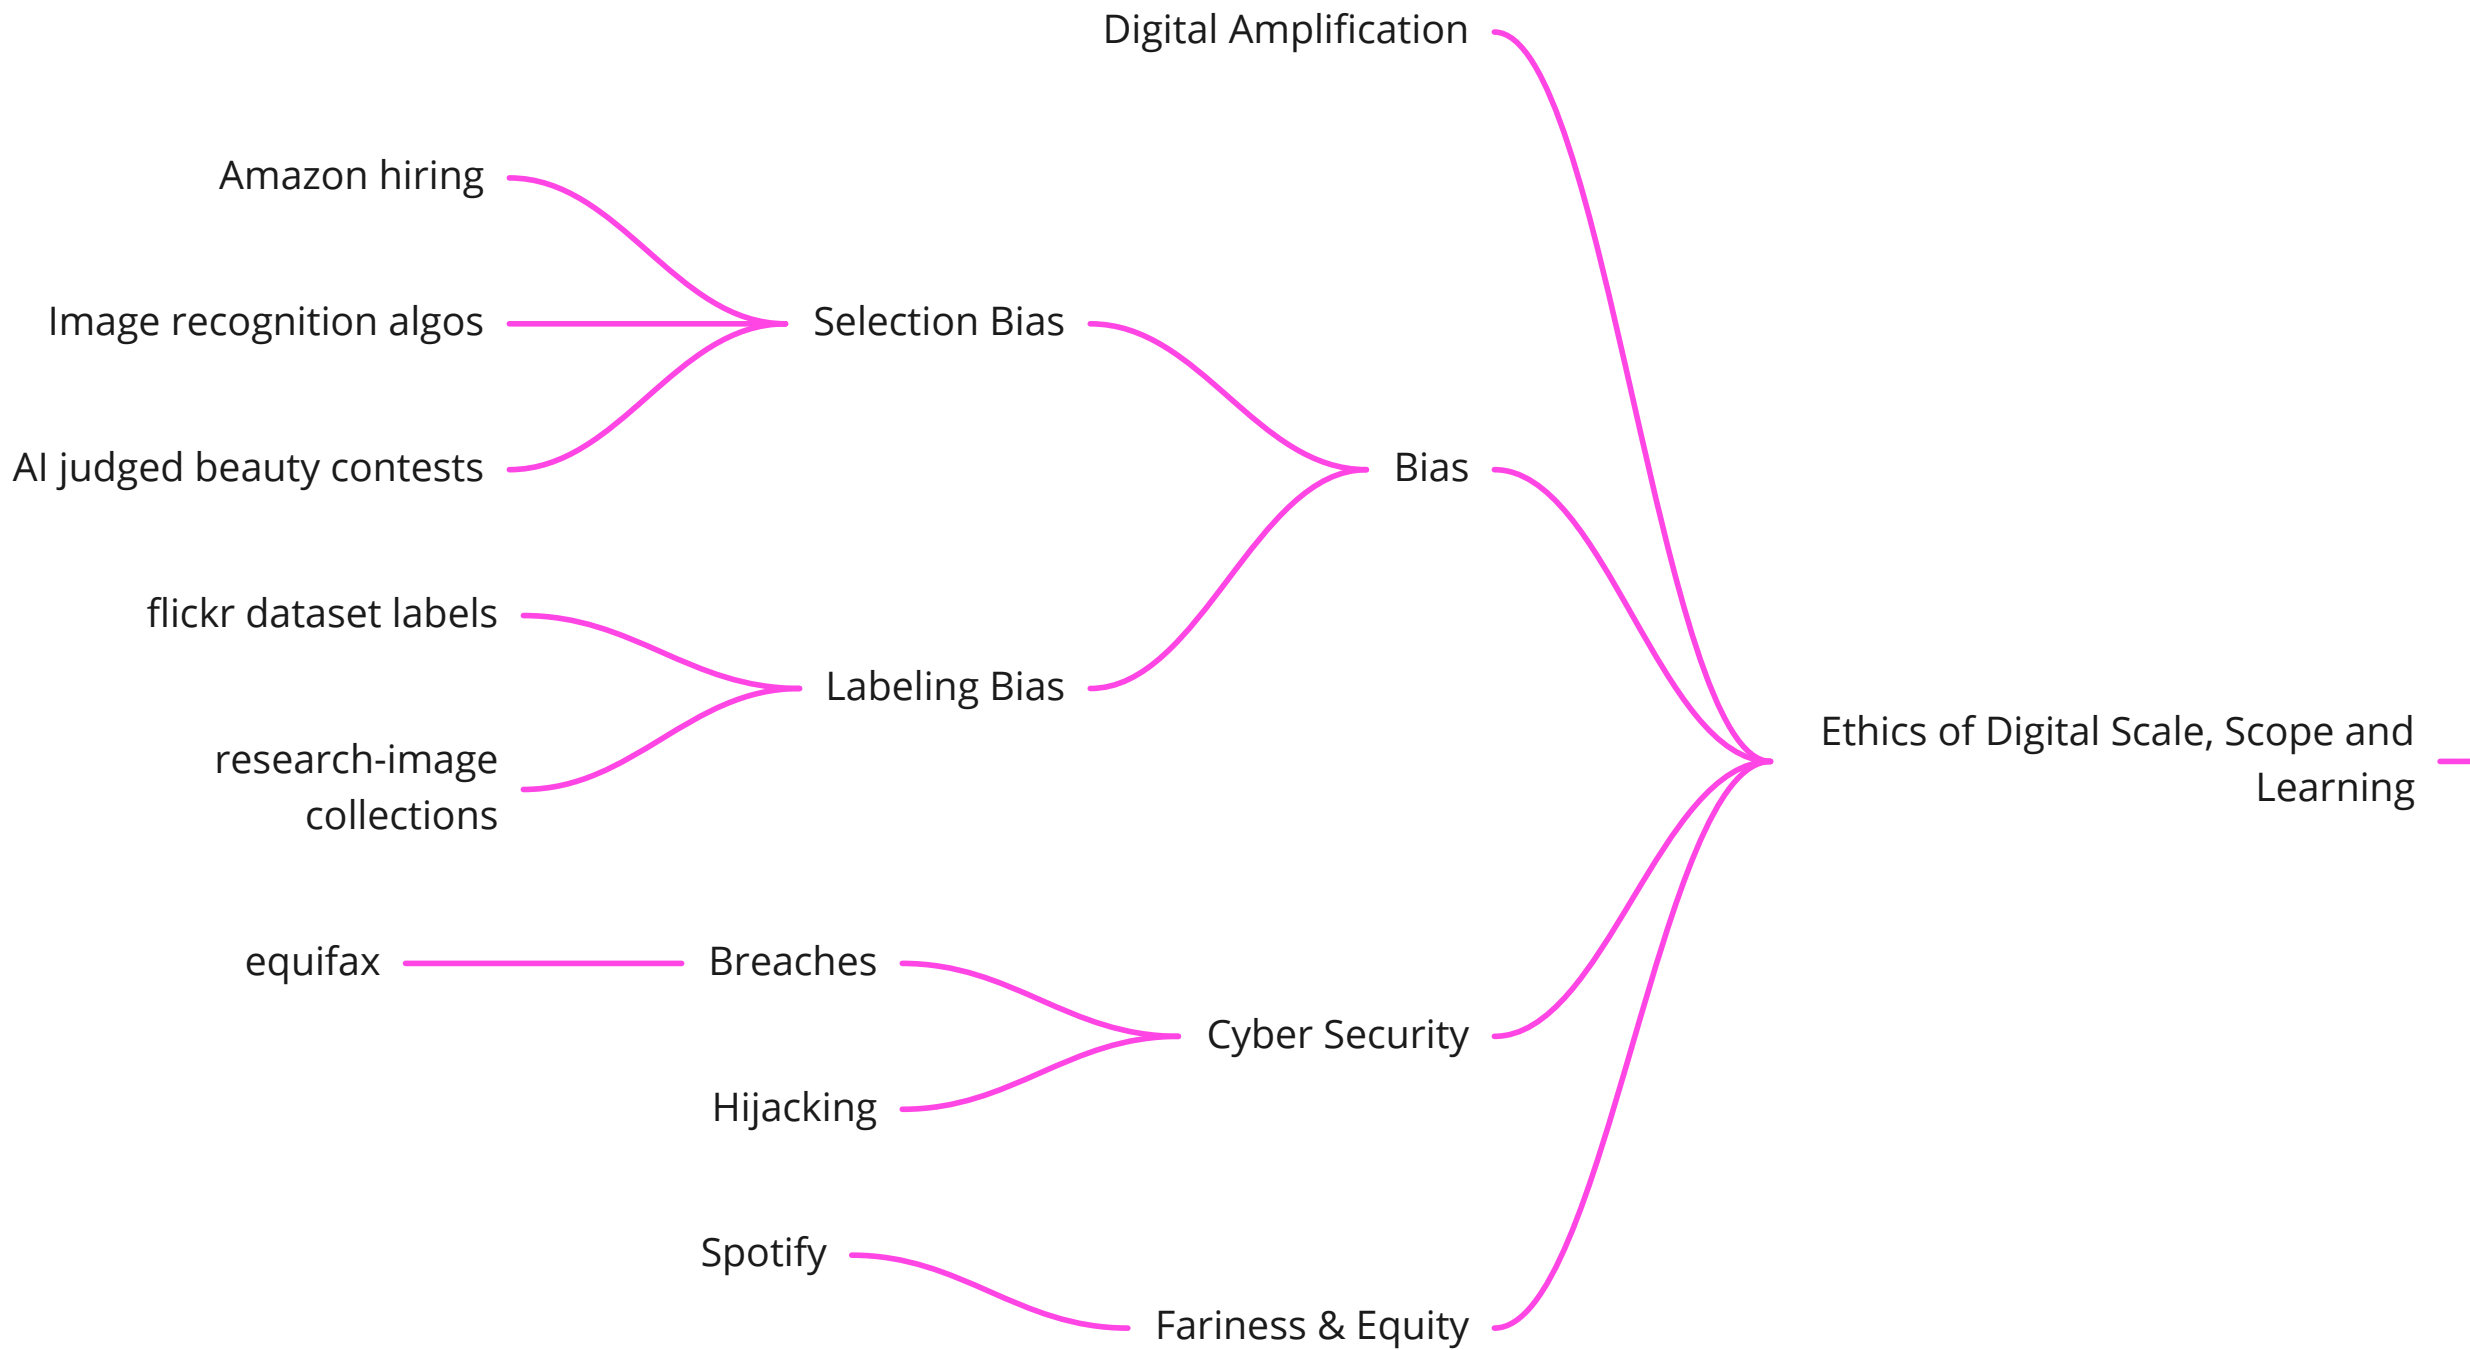 Digital Amplification
Amazon hiring
Image recognition algos
Selection Bias
AI judged beauty contests
Bias
flickr dataset labels
Labeling Bias
research-image
collections
Ethics of Digital Scale, Scope and
Learning
equifax
Breaches
Cyber Security
Hijacking
Spotify
Fariness & Equity